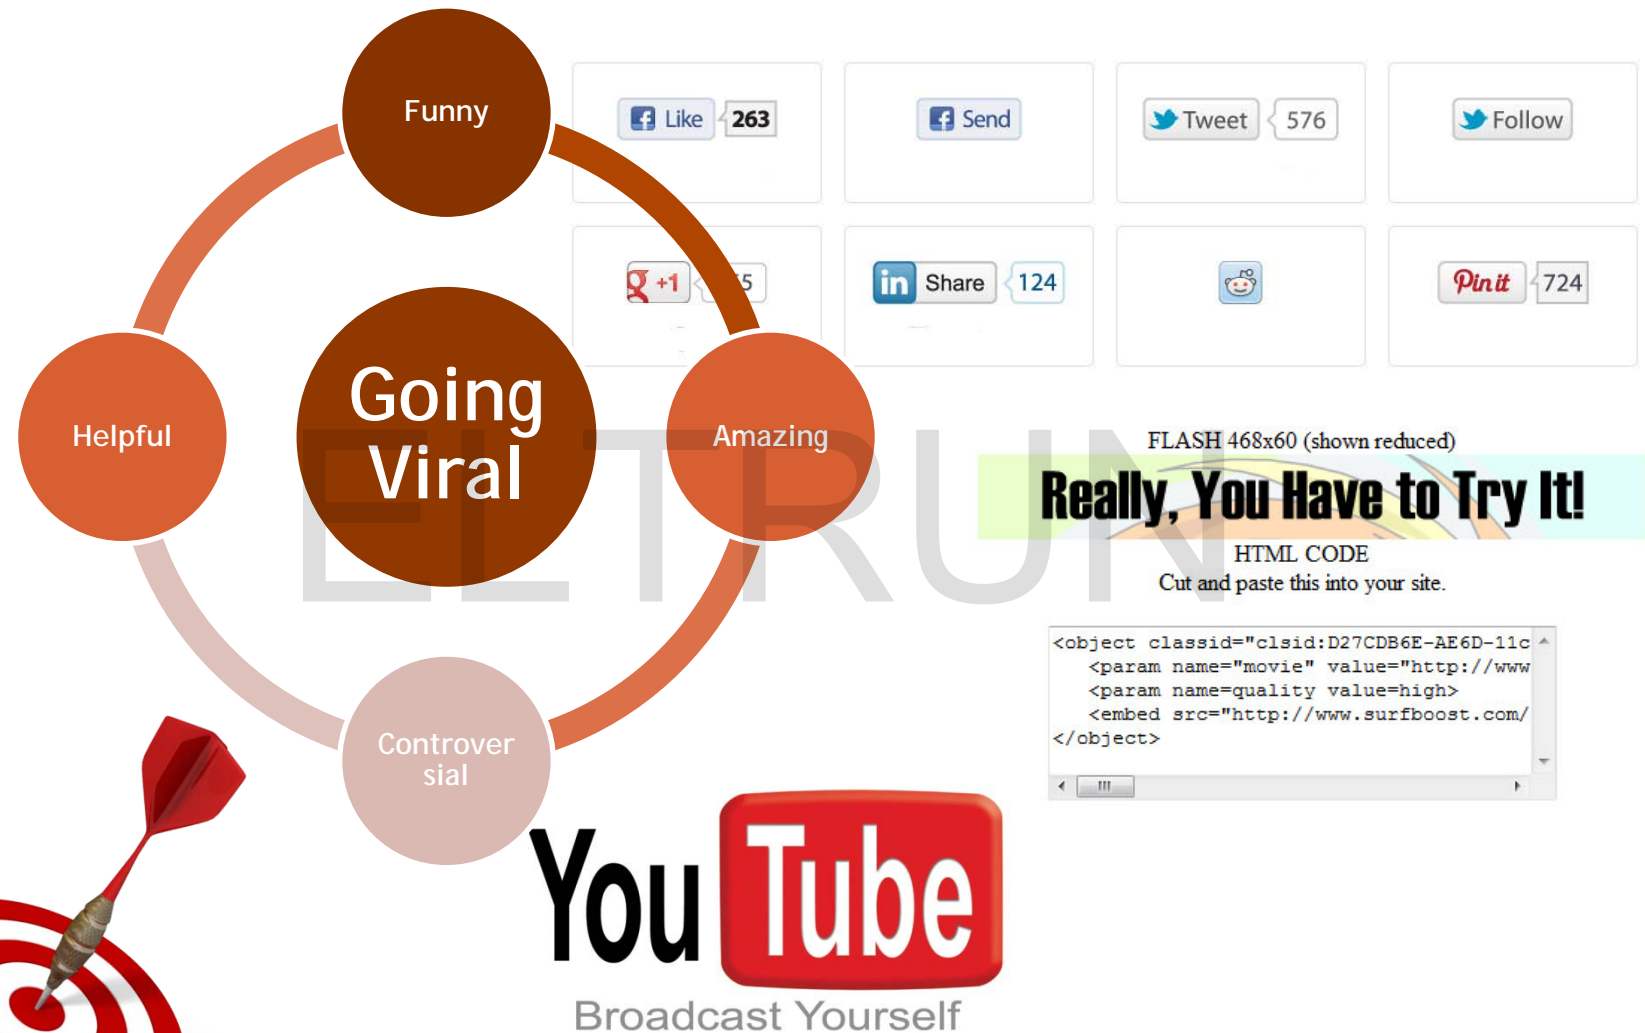 Funny
Like 263
Send
Tweet 576
Follow
g +1
in Share 124
Pin it 724
Going
Viral
Helpful
Amazing
Controver
sial
ELTRUN
FLASH 468x60 (shown reduced)
Really, You Have to Try It!
HTML CODE
Cut and paste this into your site.
<object classid="clsid:D27CDB6E-AE6D-11c
<param name="movie" value="http://www
<param name=quality value=high>
<embed src="http://www.surfboost.com/
</object>
You Tube
Broadcast Yourself